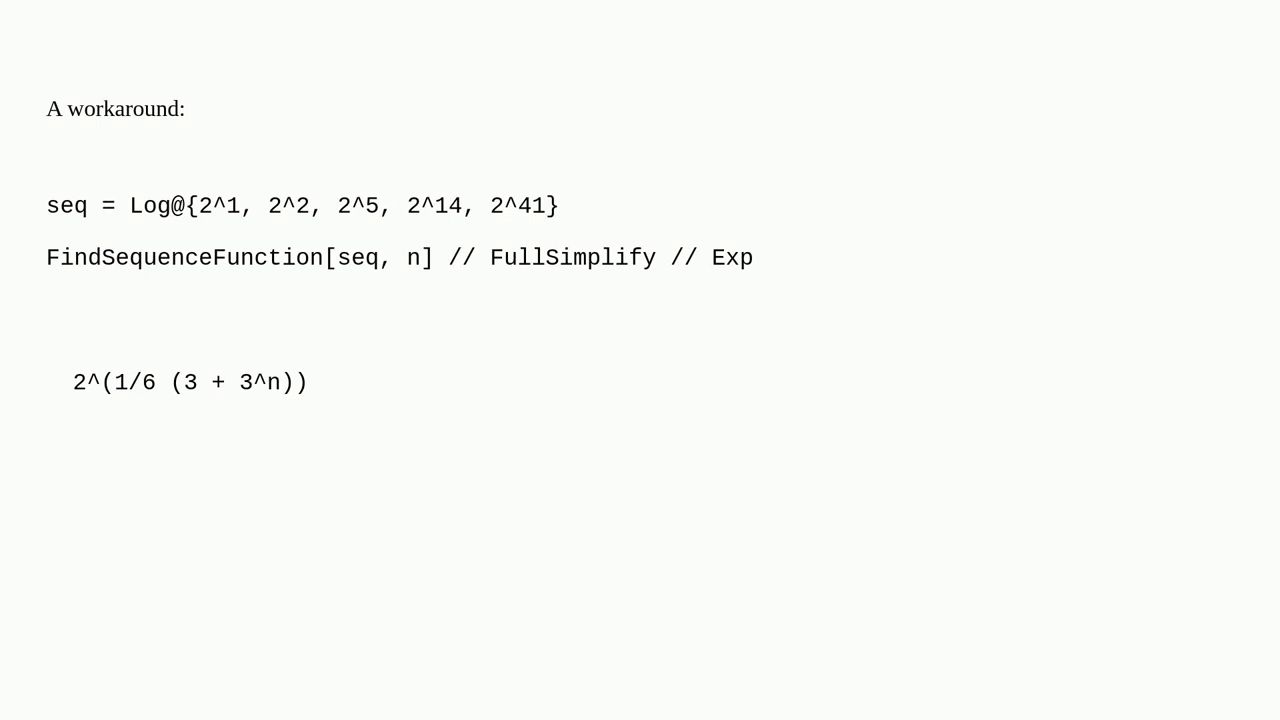 A workaround:
seq = Log@{2^1, 2^2, 2^5, 2^14, 2^41}
FindSequenceFunction[seq, n] // FullSimplify // Exp
2^(1/6 (3 + 3^n))